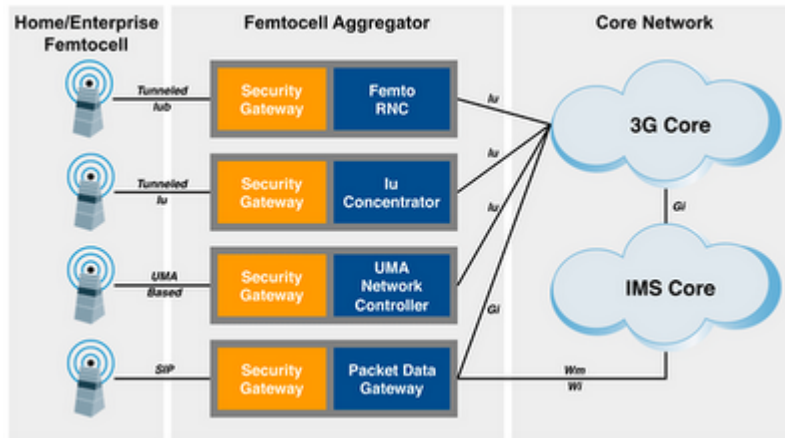 Home/Enterprise
Femtocell
Femtocell Aggregator
Core Network
Tunneled
Iub
Security
Gateway
Femto
RNC
Iu
3G Core
Tunneled
Iu
Security
Gateway
Iu
Concentrator
Iu
Gi
UMA
Based
Security
Gateway
UMA
Network
Controller
Iu
IMS Core
Gi
SIP
Security
Gateway
Packet Data
Gateway
Wm
Wi